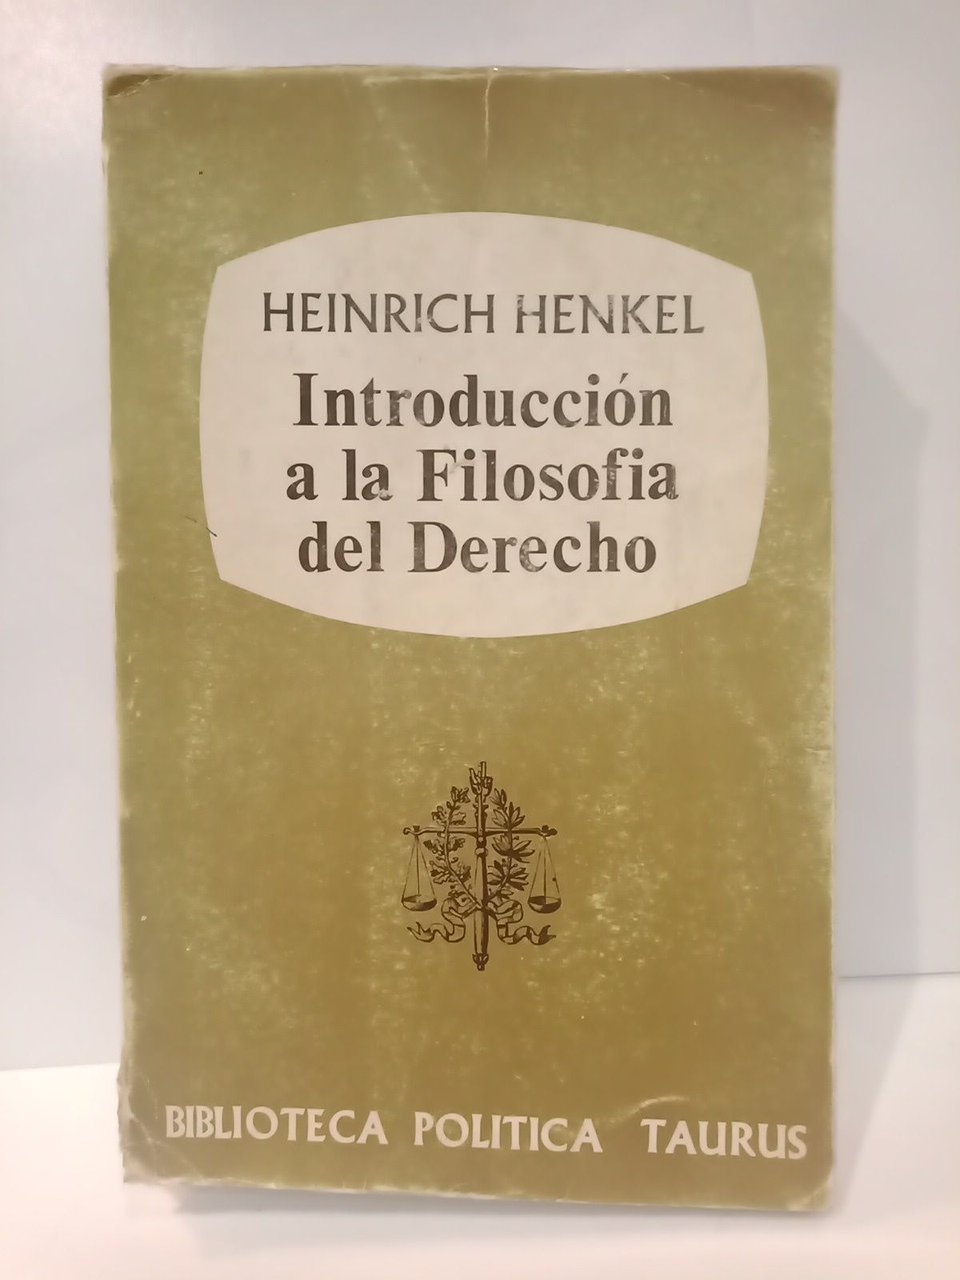 HEINRICH HENKEL
Introducción
a la Filosofia
del Derecho
BIBLIOTECA POLITICA TAURUS